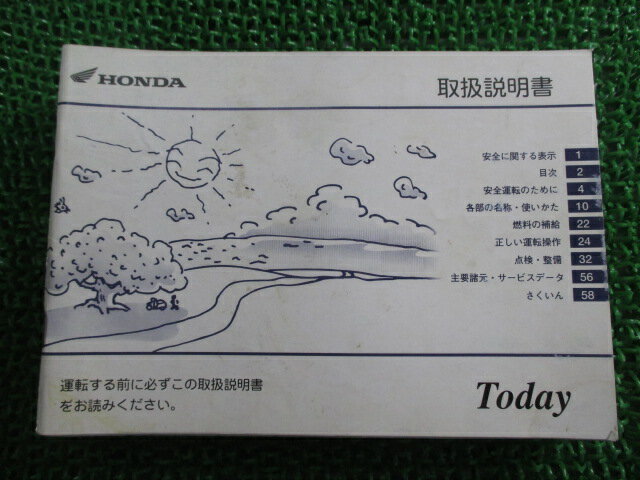 HONDA
取扱説明書
安全に関する表示 1
目次 2
安全運転のために 4
各部の名称・使いかた 10
燃料の補給 22
正しい運転操作 24
点検・整備 32
主要諸元・サービスデータ 56
さくいん 58
運転する前に必ずこの取扱説明書
をお読みください。
Today